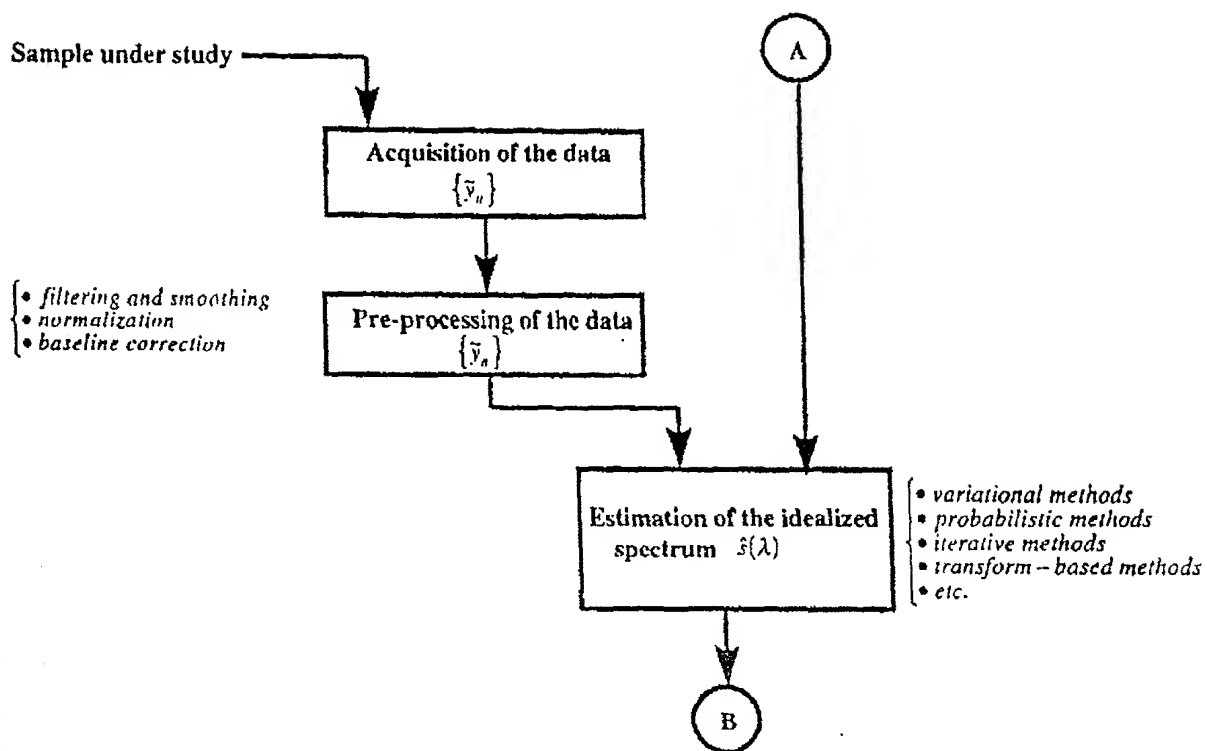 Sample under study
A
Acquisition of the data
{ỹₙ}
• filtering and smoothing
• normalization
• baseline correction
Pre-processing of the data
{ỹₙ}
Estimation of the idealized
spectrum ŝ(λ)
• variational methods
• probabilistic methods
• iterative methods
• transform – based methods
• etc.
B